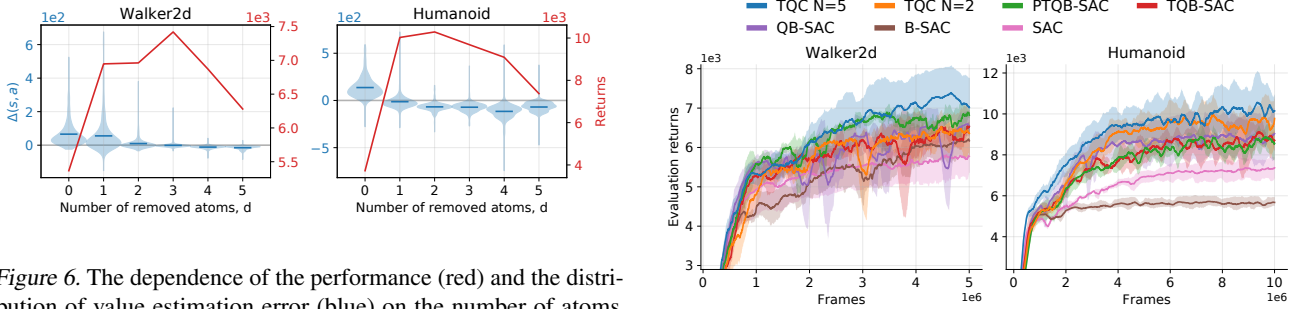 Walker2d
1e2
1e3
6
4
2
0
Δ(s, a)
7.5
7.0
6.5
6.0
5.5
0 1 2 3 4 5
Number of removed atoms, d
Humanoid
1e2
1e3
5
0
−5
10
8
6
4
Returns
0 1 2 3 4 5
Number of removed atoms, d
Figure 6. The dependence of the performance (red) and the distri-
bution of value estimation error (blue) on the number of atoms
TQC N=5 TQC N=2 PTQB-SAC TQB-SAC
QB-SAC B-SAC SAC
Walker2d
1e3
8
7
6
5
4
3
Evaluation returns
0 1 2 3 4 5
Frames
1e6
Humanoid
1e3
12
10
8
6
4
0 2 4 6 8 10
Frames
1e6